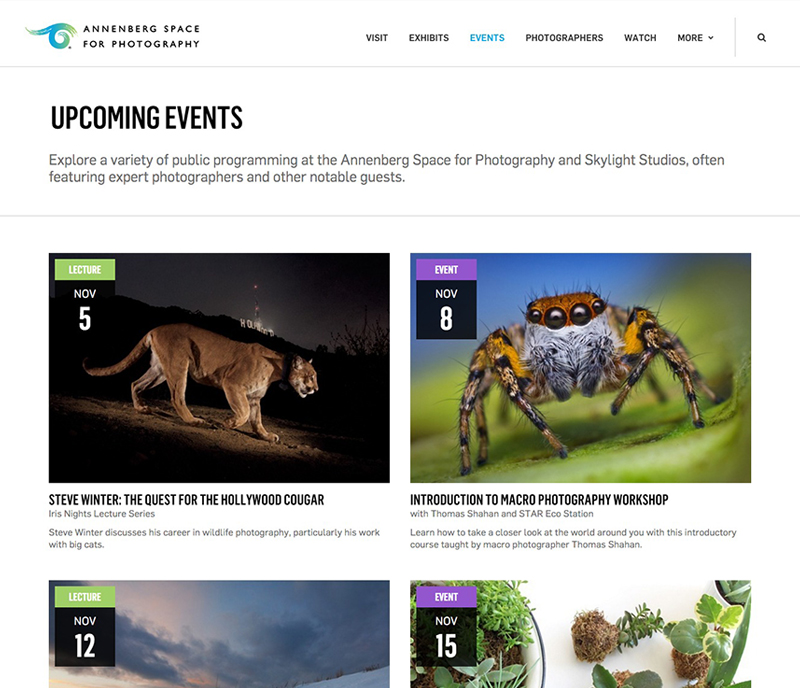 ANNENBERG SPACE
FOR PHOTOGRAPHY
VISIT EXHIBITS EVENTS PHOTOGRAPHERS WATCH MORE
UPCOMING EVENTS
Explore a variety of public programming at the Annenberg Space for Photography and Skylight Studios, often
featuring expert photographers and other notable guests.
LECTURE
NOV
5
EVENT
NOV
8
STEVE WINTER: THE QUEST FOR THE HOLLYWOOD COUGAR
Iris Nights Lecture Series
Steve Winter discusses his career in wildlife photography, particularly his work
with big cats.
INTRODUCTION TO MACRO PHOTOGRAPHY WORKSHOP
with Thomas Shahan and STAR Eco Station
Learn how to take a closer look at the world around you with this introductory
course taught by macro photographer Thomas Shahan.
LECTURE
NOV
12
EVENT
NOV
15